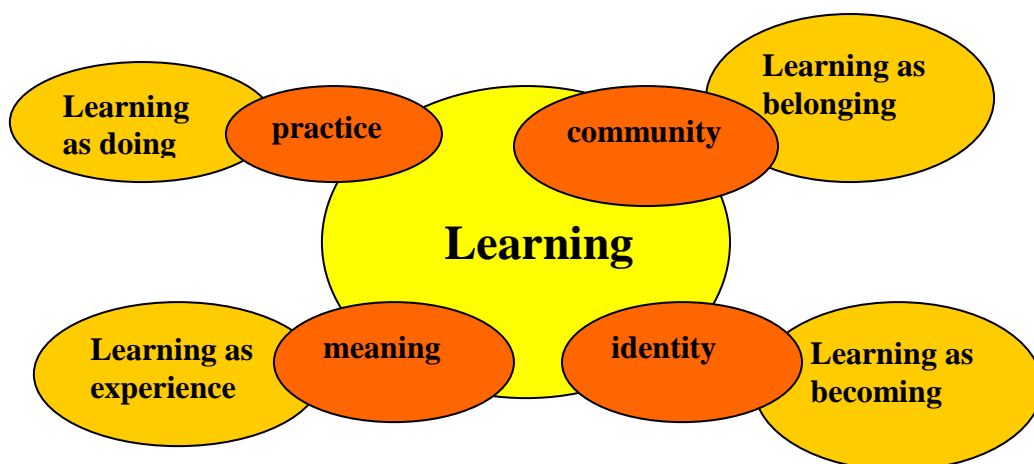 Learning
as doing
practice
community
Learning as
belonging
Learning
Learning as
experience
meaning
identity
Learning as
becoming